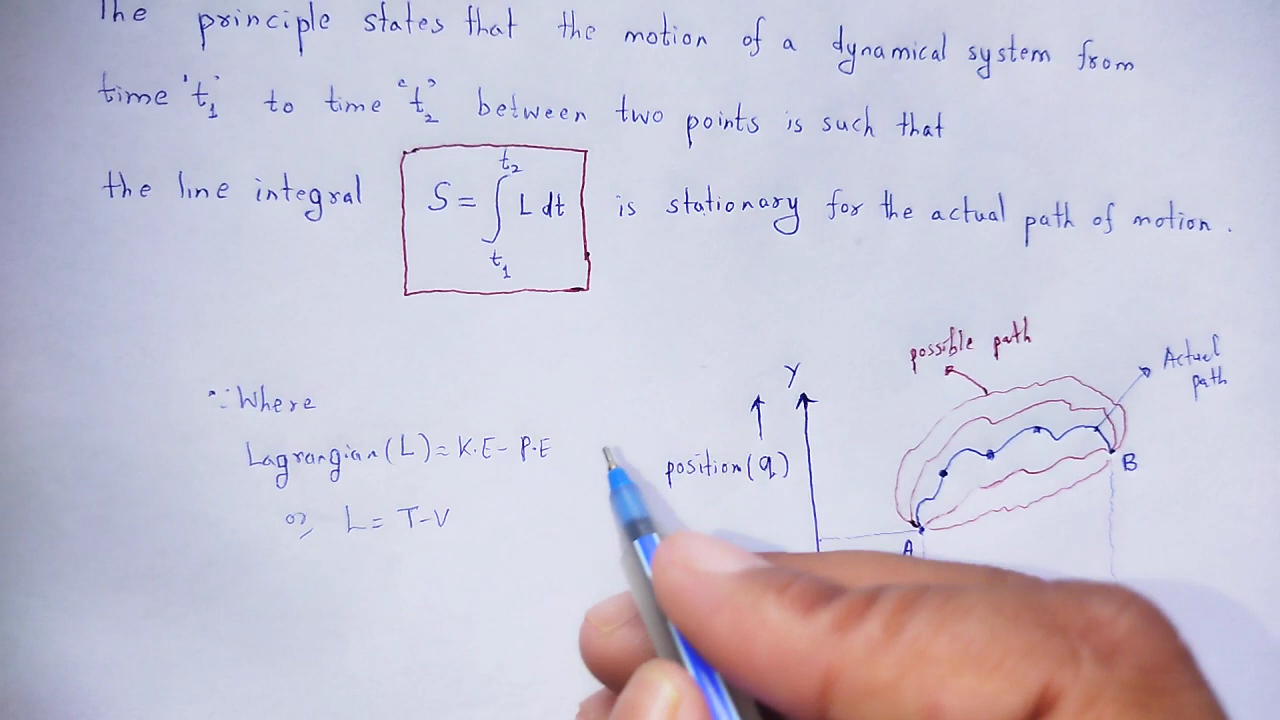 The principle states that the motion of a dynamical system from
time 't₁' to time 't₂' between two points is such that
the line integral S = ∫ₜ₁ᵗ² L dt is stationary for the actual path of motion.
possible path
Actual path
∵ Where
Lagrangian (L) = K.E - P.E
or, L = T-V
Y
position (q)
A
B